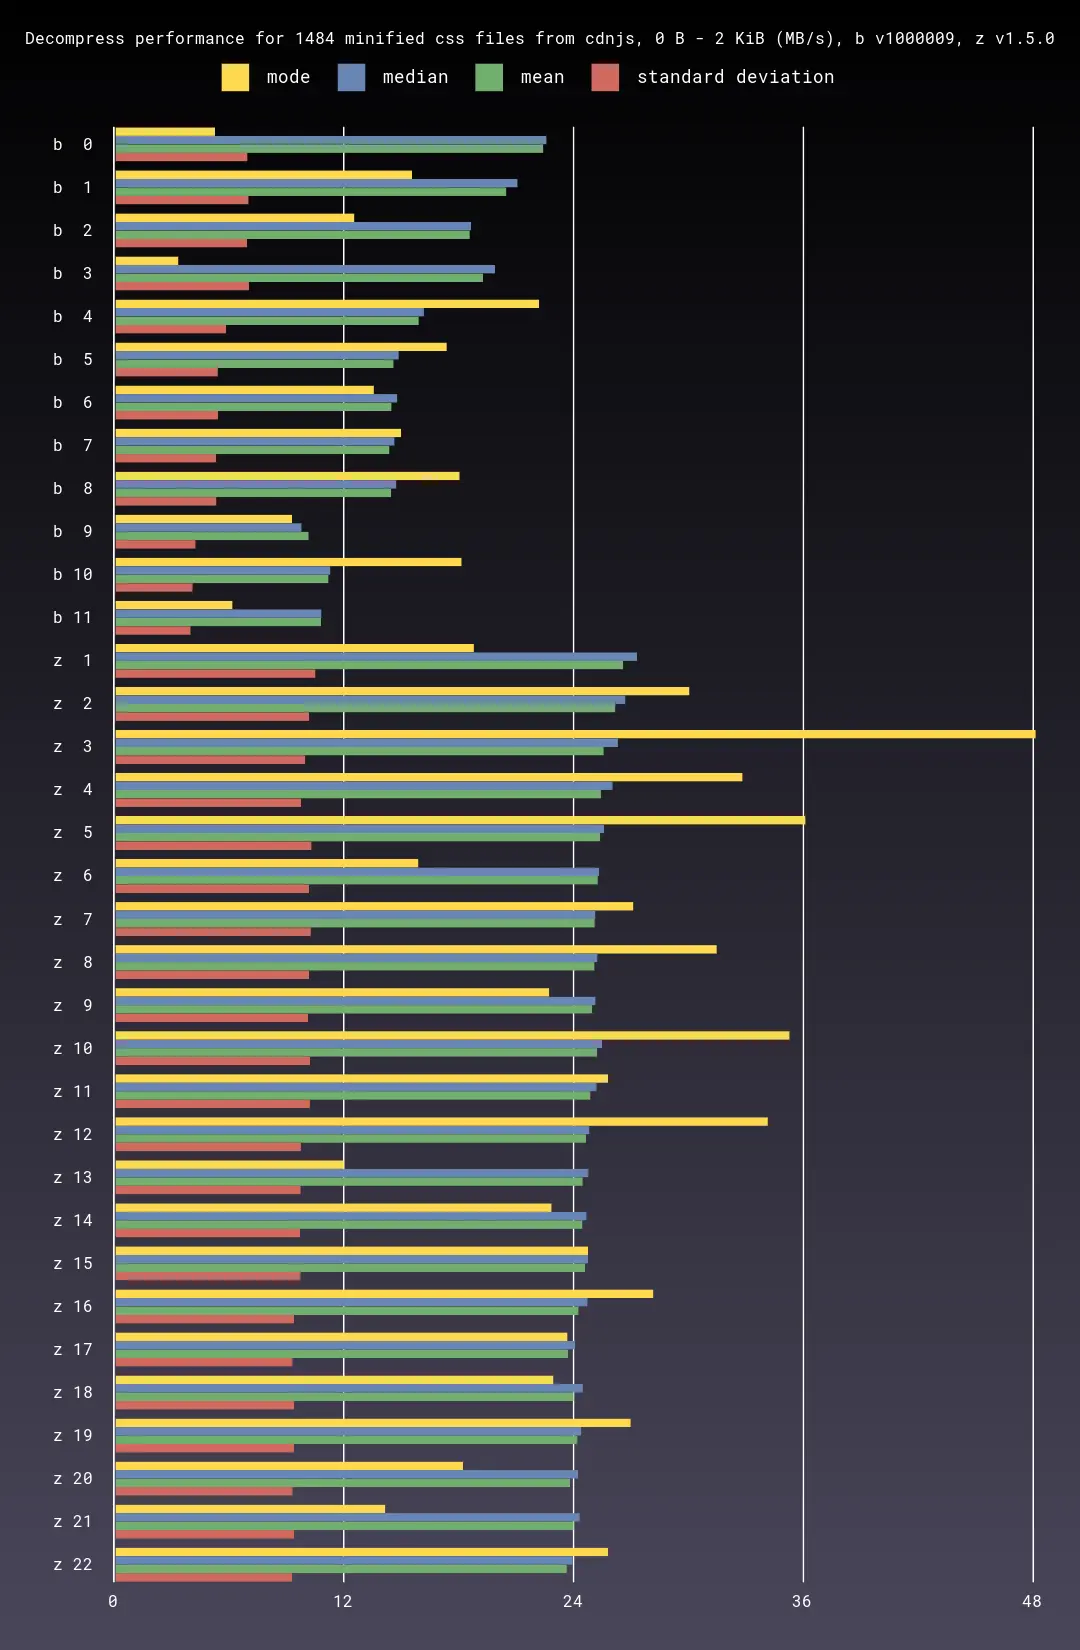 Decompress performance for 1484 minified css files from cdnjs, 0 B - 2 KiB (MB/s), b v1000009, z v1.5.0
mode median mean standard deviation
b 0
b 1
b 2
b 3
b 4
b 5
b 6
b 7
b 8
b 9
b 10
b 11
z 1
z 2
z 3
z 4
z 5
z 6
z 7
z 8
z 9
z 10
z 11
z 12
z 13
z 14
z 15
z 16
z 17
z 18
z 19
z 20
z 21
z 22
0 12 24 36 48